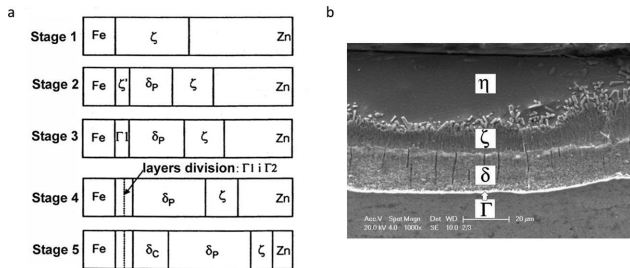 a
b
Stage 1 Fe ζ Zn
Stage 2 Fe ζ' δP ζ Zn
Stage 3 Fe Γ1 δP ζ Zn
layers division: Γ1 i Γ2
Stage 4 Fe δP ζ Zn
Stage 5 Fe δC δP ζ Zn
η
ζ
δ
Γ
Acc.V Spot Magn Det WD 20 μm
20.0 kV 4.0 1000x SE 10.0 2/3